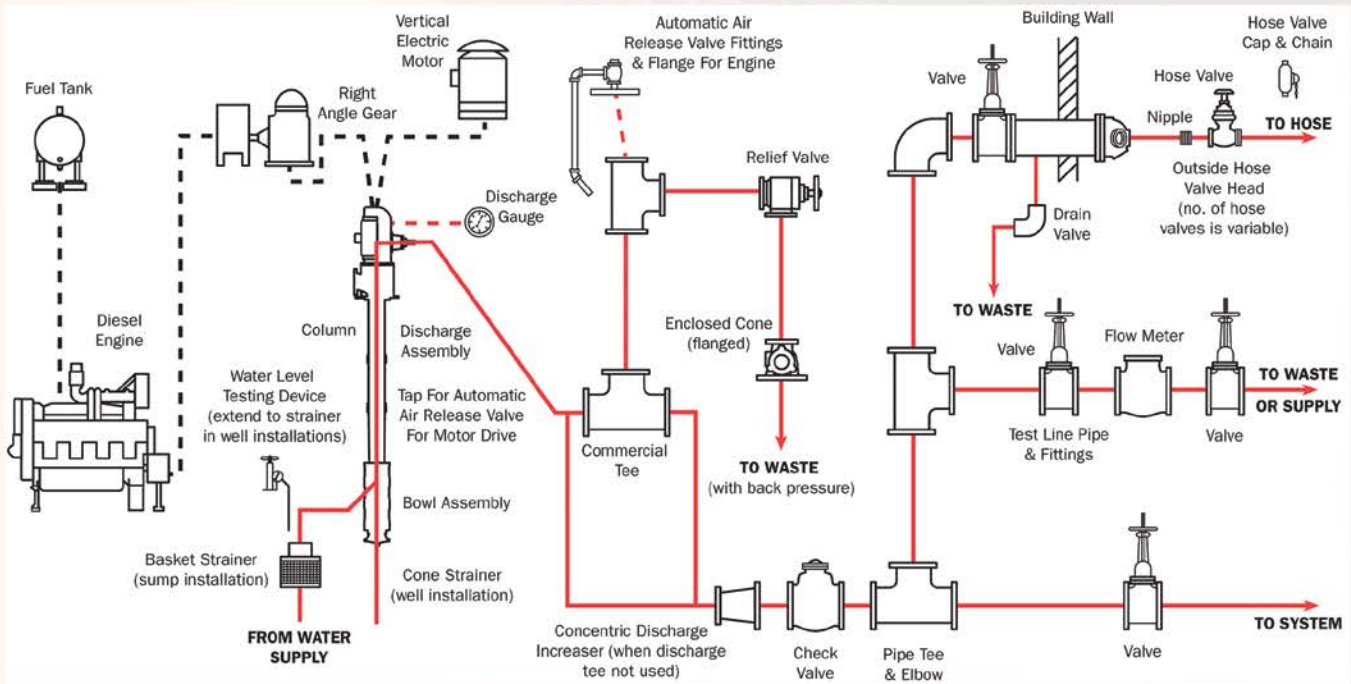 Fuel Tank
Right
Angle Gear
Vertical
Electric
Motor
Automatic Air
Release Valve Fittings
& Flange For Engine
Building Wall
Hose Valve
Cap & Chain
Valve
Hose Valve
Nipple
TO HOSE
Relief Valve
Outside Hose
Valve Head
(no. of hose
valves is variable)
Discharge
Gauge
Drain
Valve
TO WASTE
Diesel
Engine
Column
Discharge
Assembly
Enclosed Cone
(flanged)
Valve
Flow Meter
TO WASTE
OR SUPPLY
Water Level
Testing Device
(extend to strainer
in well installations)
Tap For Automatic
Air Release Valve
For Motor Drive
Commercial
Tee
Test Line Pipe
& Fittings
Valve
TO WASTE
(with back pressure)
Bowl Assembly
Basket Strainer
(sump installation)
Cone Strainer
(well installation)
FROM WATER
SUPPLY
Concentric Discharge
Increaser (when discharge
tee not used)
Check
Valve
Pipe Tee
& Elbow
Valve
TO SYSTEM